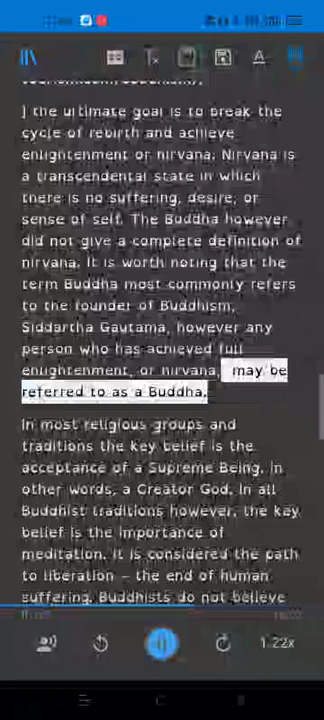 ] the ultimate goal is to break the
cycle of rebirth and achieve
enlightenment or nirvana. Nirvana is
a transcendental state in which
there is no suffering, desire, or
sense of self. The Buddha however
did not give a complete definition of
nirvana. It is worth noting that the
term Buddha most commonly refers
to the founder of Buddhism,
Siddartha Gautama, however any
person who has achieved full
enlightenment, or nirvana, may be
referred to as a Buddha.
In most religious groups and
traditions the key belief is the
acceptance of a Supreme Being. In
other words, a Creator God. In all
Buddhist traditions however, the key
belief is the importance of
meditation. It is considered the path
to liberation – the end of human
suffering. Buddhists do not believe
1.22x